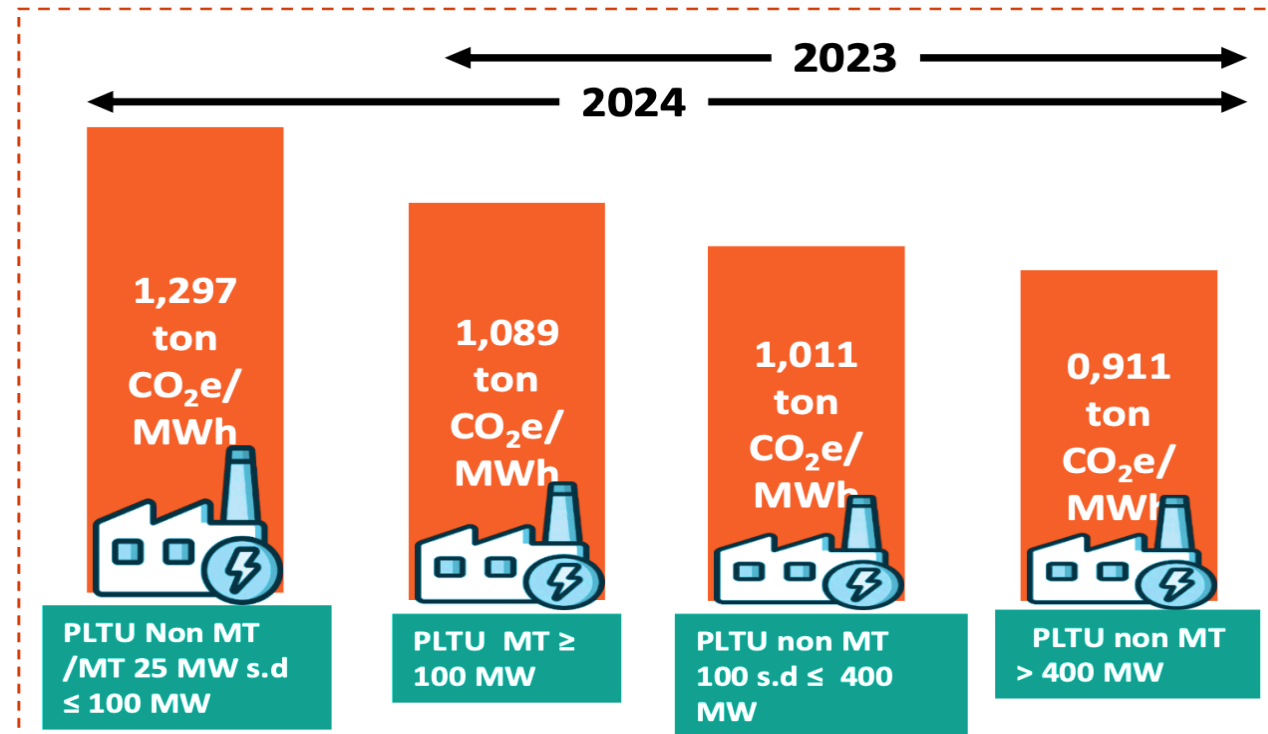 2023
2024
1,297
ton
CO₂e/
MWh
1,089
ton
CO₂e/
MWh
1,011
ton
CO₂e/
MWh
0,911
ton
CO₂e/
MWh
PLTU Non MT
/MT 25 MW s.d
≤ 100 MW
PLTU MT ≥
100 MW
PLTU non MT
100 s.d ≤ 400
MW
PLTU non MT
> 400 MW